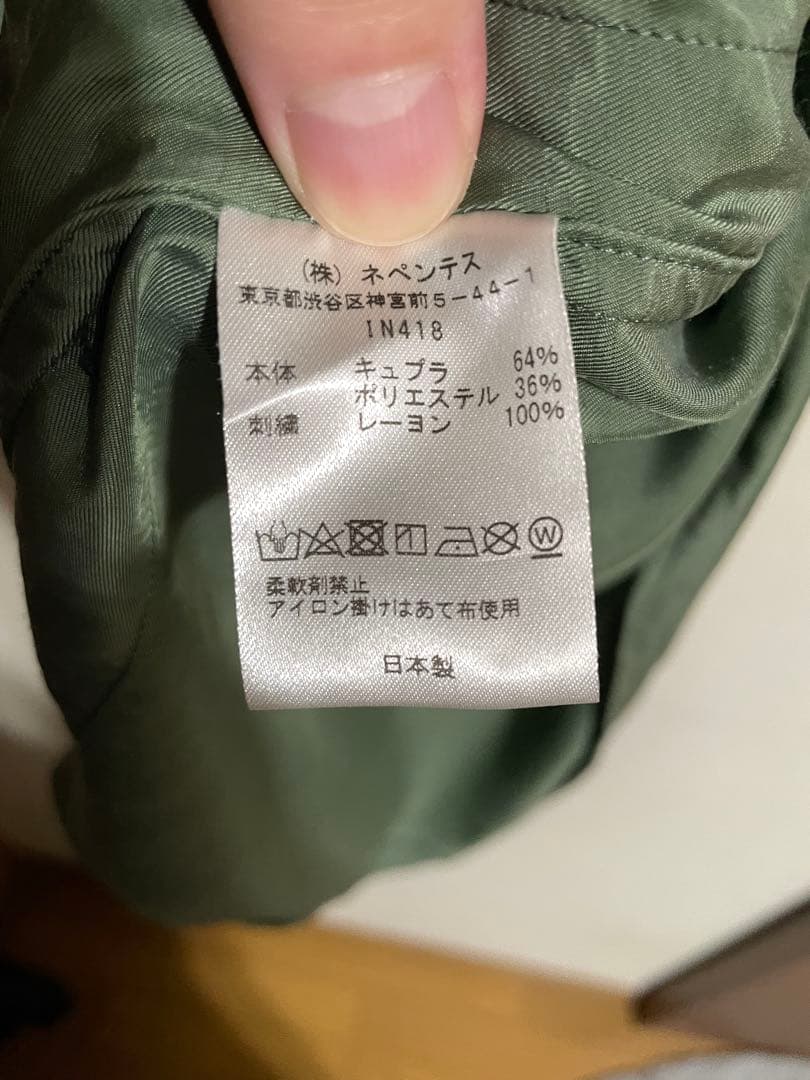 (株) ネペンテス
東京都渋谷区神宮前5-44-1
IN418
本体 キュプラ 64%
ポリエステル 36%
刺繍 レーヨン 100%
W
柔軟剤禁止
アイロン掛けはあて布使用
日本製